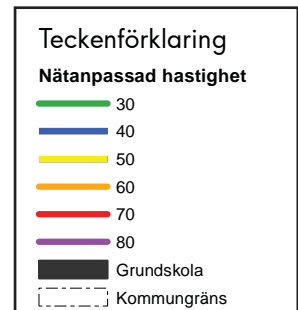 Teckenförklaring
Nätanpassad hastighet
30
40
50
60
70
80
Grundskola
Kommungräns